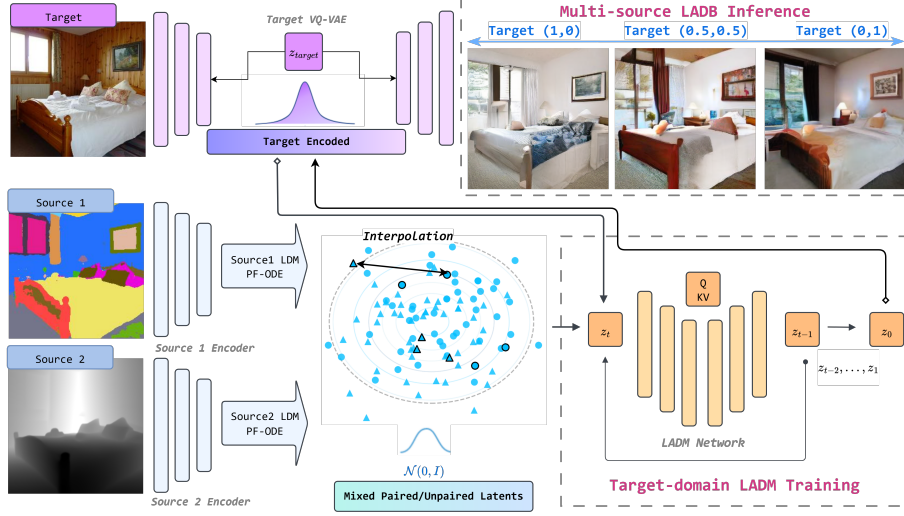 Target
Target VQ-VAE
z_{target}
Target Encoded
Multi-source LADB Inference
Target (1,0)
Target (0.5,0.5)
Target (0,1)
Source 1
Source1 LDM
PF-ODE
Source 1 Encoder
Source 2
Source2 LDM
PF-ODE
Source 2 Encoder
Interpolation
𝒩(0, I)
Mixed Paired/Unpaired Latents
z_t
Q
KV
z_{t−1}
z_0
z_{t−2}, . . . , z_1
LADM Network
Target-domain LADM Training